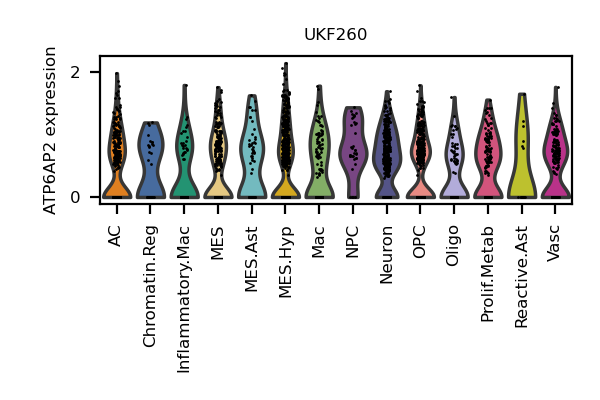 UKF260
ATP6AP2 expression
2
0
AC
Chromatin.Reg
Inflammatory.Mac
MES
MES.Ast
MES.Hyp
Mac
NPC
Neuron
OPC
Oligo
Prolif.Metab
Reactive.Ast
Vasc